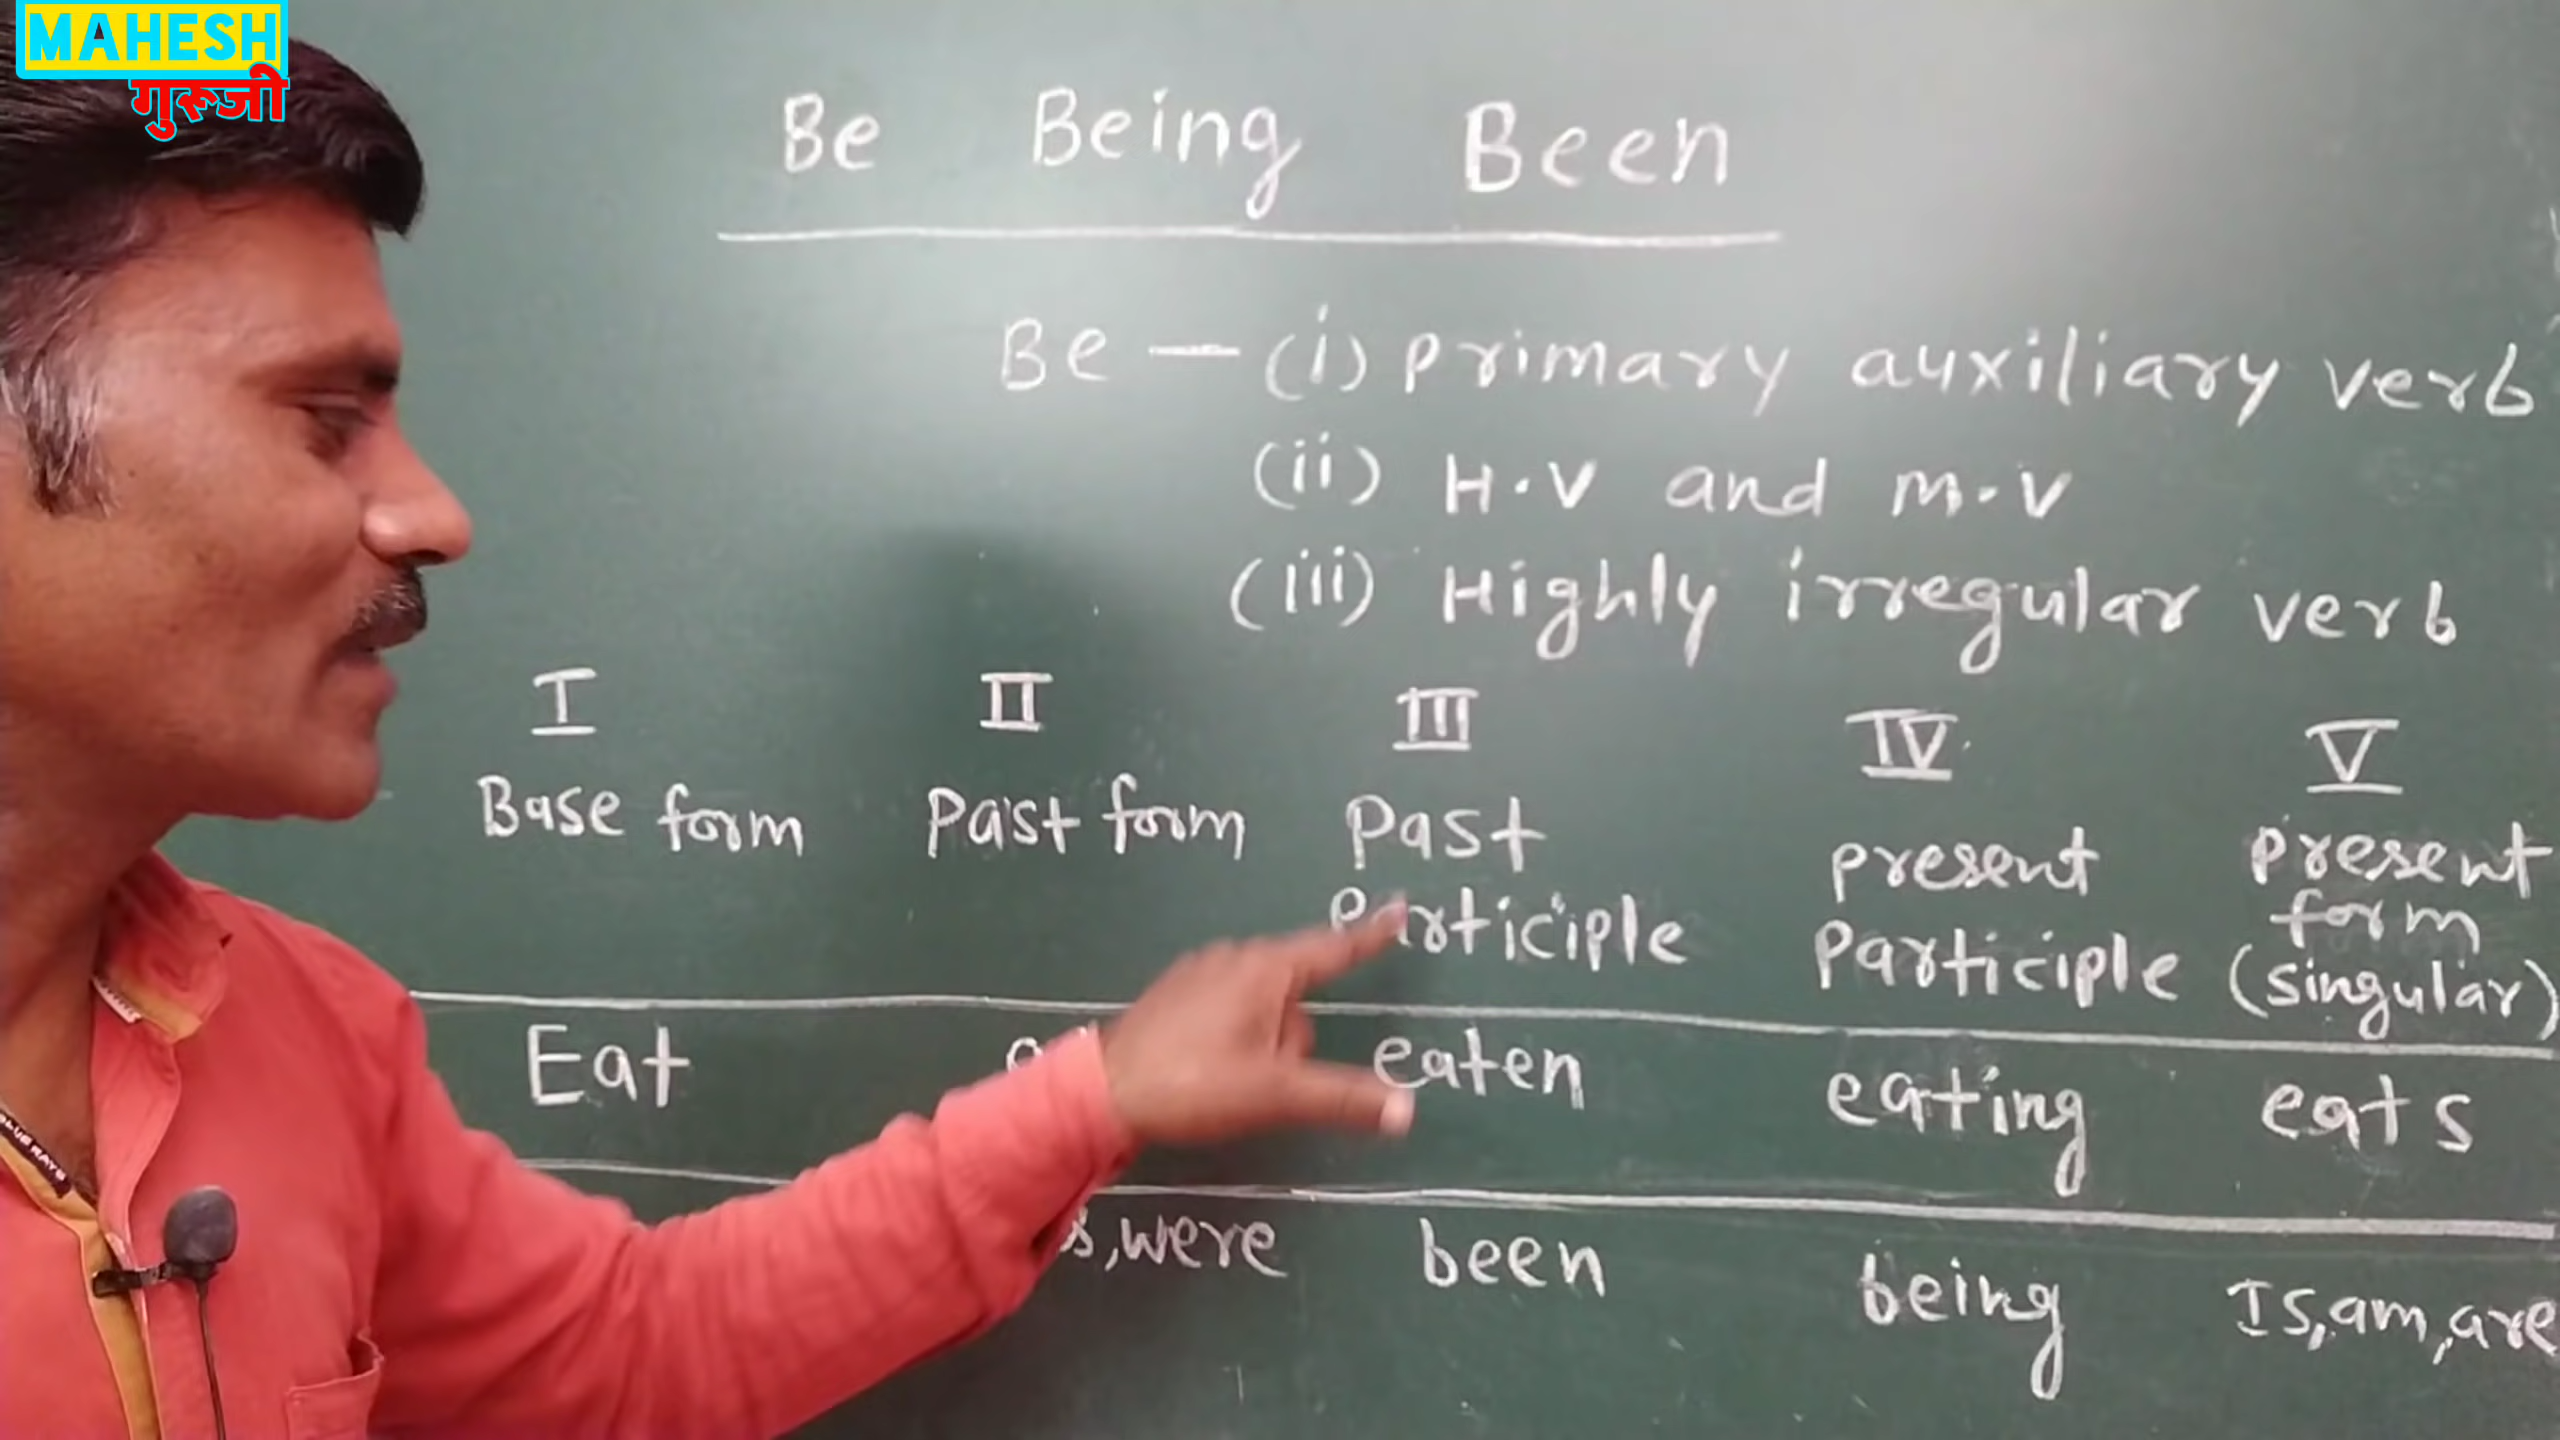 MAHESH
गुरूजी
Be Being Been
Be — (i) Primary auxiliary verb
(ii) H.V and M.V
(iii) Highly irregular verb
I II III IV V
Base form Past form Past Participle present Participle present form (singular)
Eat eaten eating eats
were been being Is, am, are
BLUE RAYS